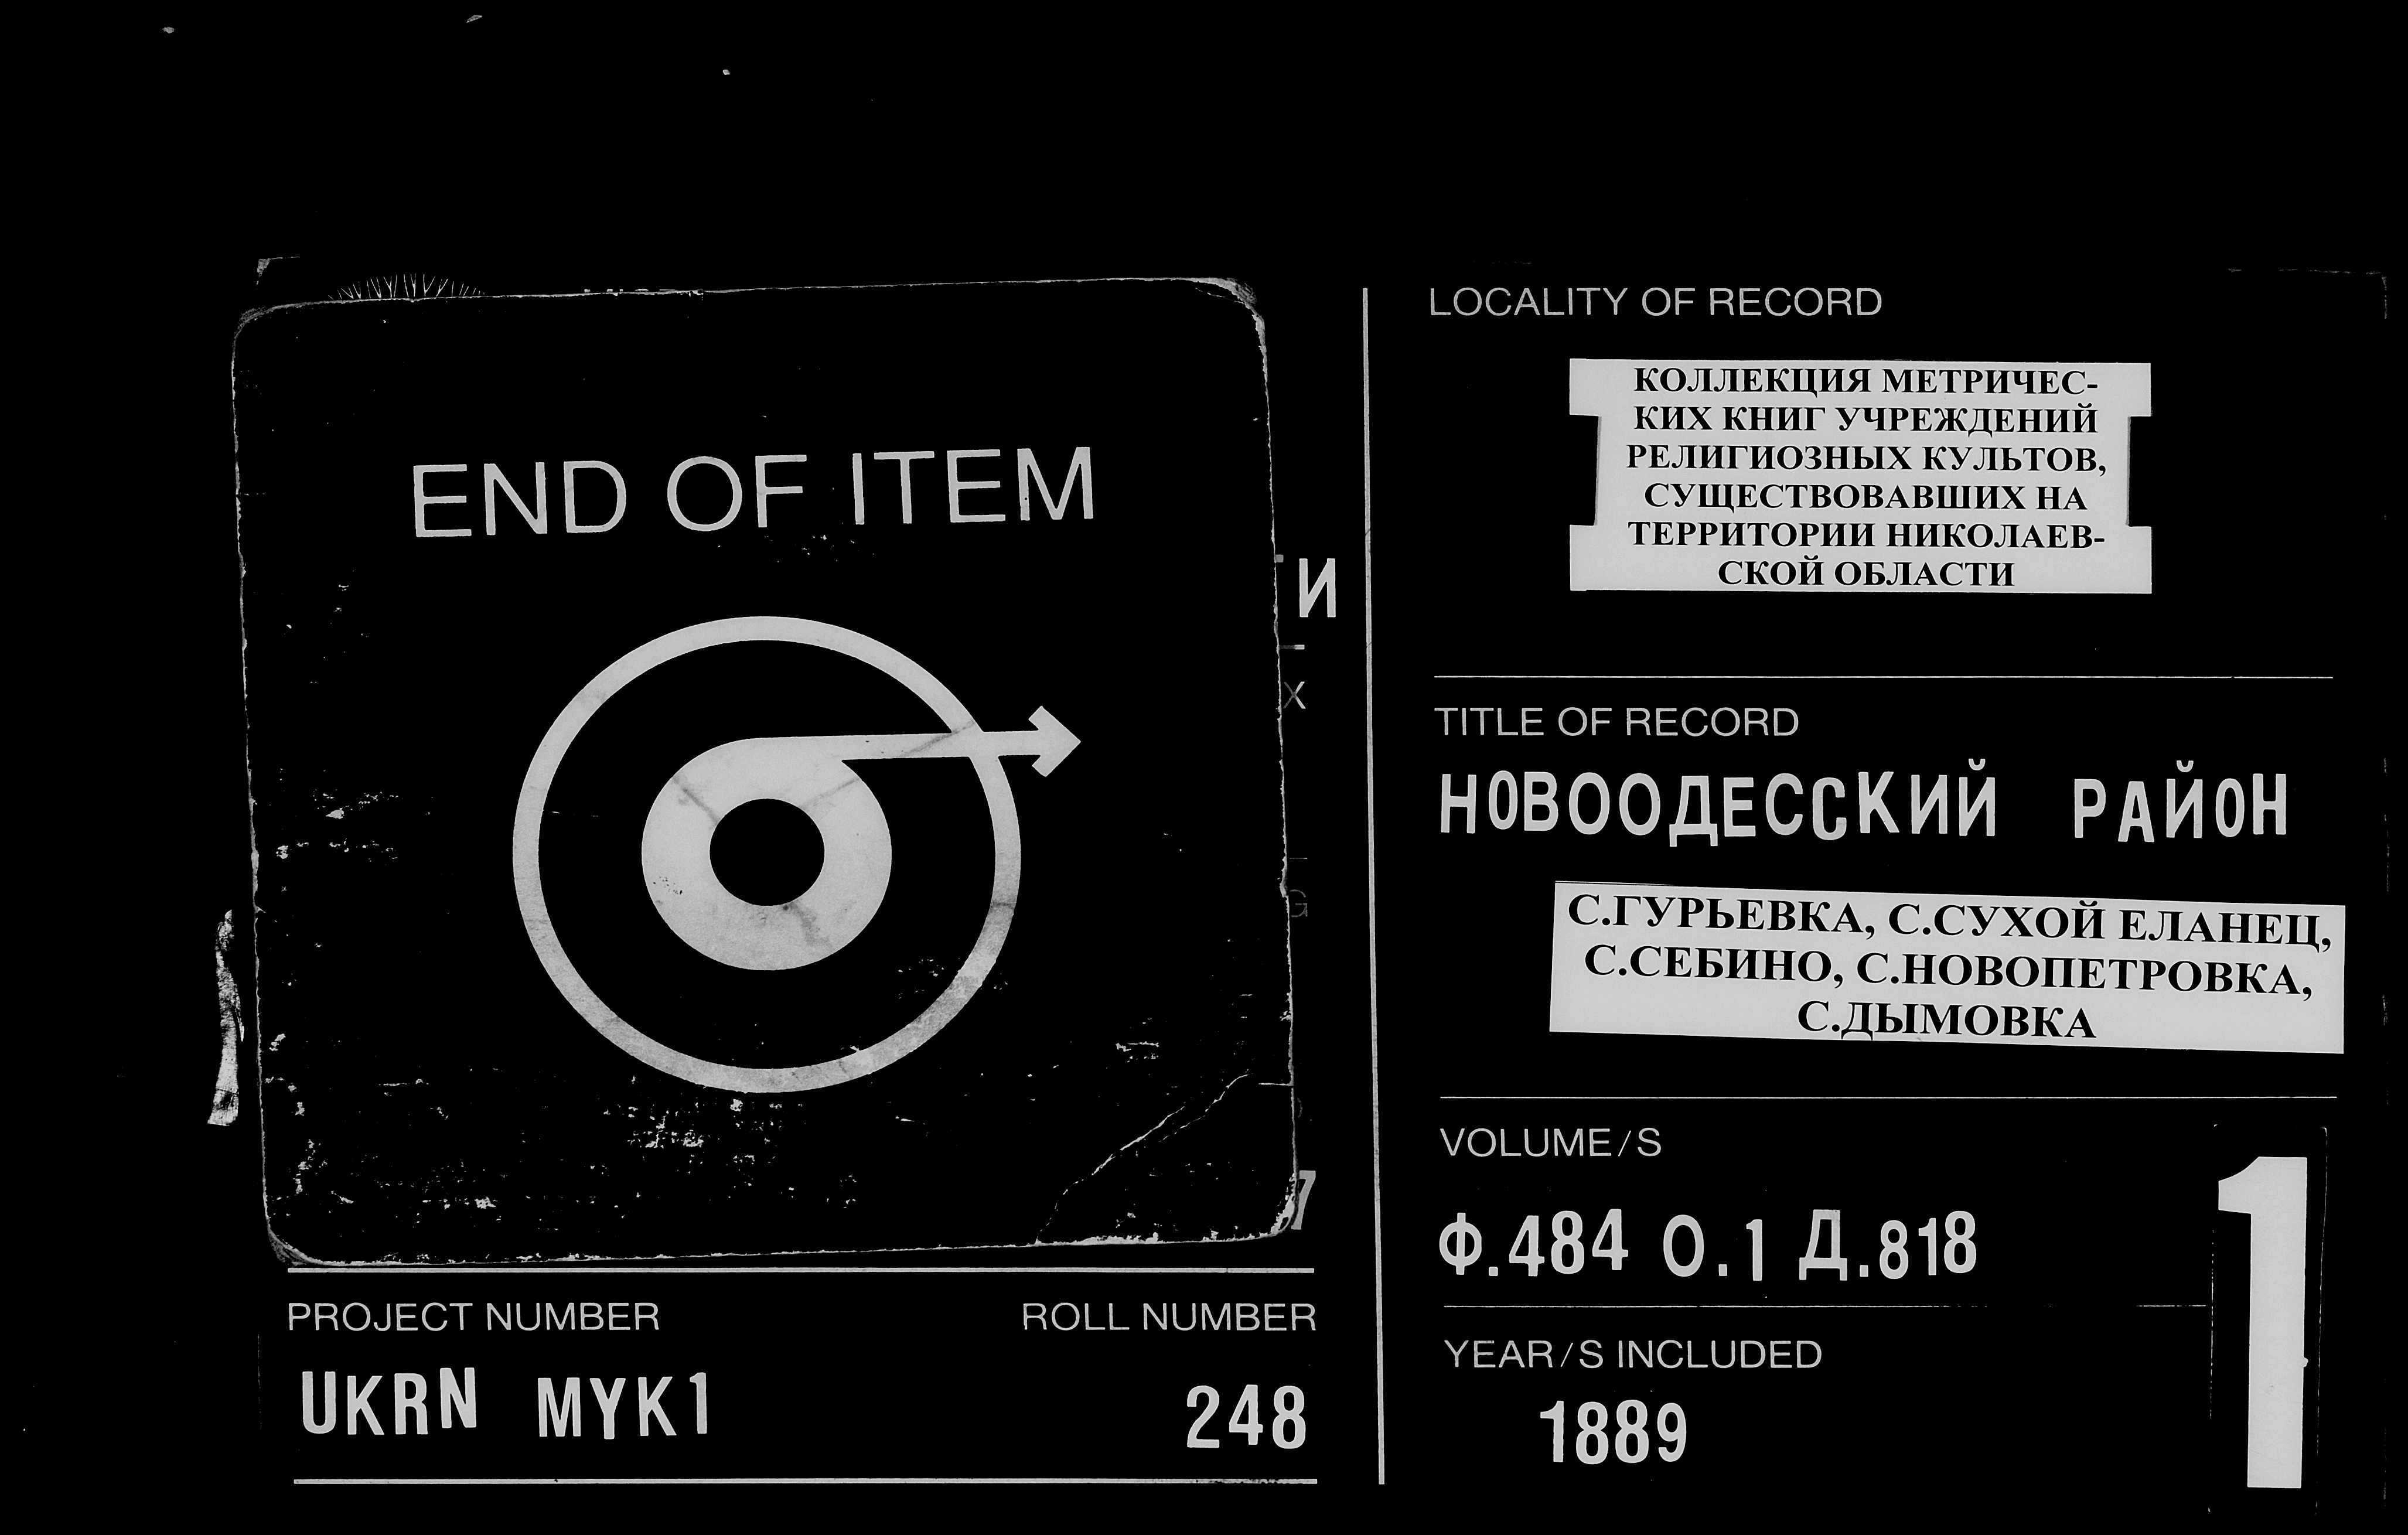 END OF ITEM
И
X
G
7
PROJECT NUMBER
ROLL NUMBER
UKRN MYK1
248
LOCALITY OF RECORD
КОЛЛЕКЦИЯ МЕТРИЧЕС-
КИХ КНИГ УЧРЕЖДЕНИЙ
РЕЛИГИОЗНЫХ КУЛЬТОВ,
СУЩЕСТВОВАВШИХ НА
ТЕРРИТОРИИ НИКОЛАЕВ-
СКОЙ ОБЛАСТИ
TITLE OF RECORD
НОВООДЕССКИЙ РАЙОН
С.ГУРЬЕВКА, С.СУХОЙ ЕЛАНЕЦ,
С.СЕБИНО, С.НОВОПЕТРОВКА,
С.ДЫМОВКА
VOLUME/S
Ф.484 О.1 Д.818
YEAR/S INCLUDED
1889
1